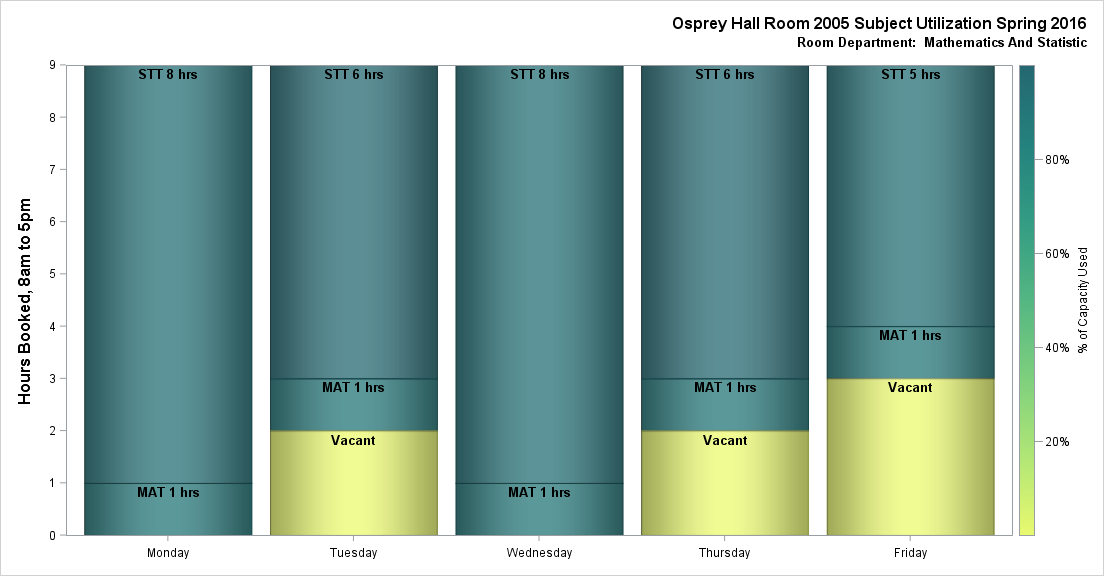 Osprey Hall Room 2005 Subject Utilization Spring 2016
Room Department:  Mathematics And Statistic
Hours Booked, 8am to 5pm
9
8
7
6
5
4
3
2
1
0
STT 8 hrs
MAT 1 hrs
STT 6 hrs
MAT 1 hrs
Vacant
STT 8 hrs
MAT 1 hrs
STT 6 hrs
MAT 1 hrs
Vacant
STT 5 hrs
MAT 1 hrs
Vacant
Monday
Tuesday
Wednesday
Thursday
Friday
80%
60%
40%
20%
% of Capacity Used